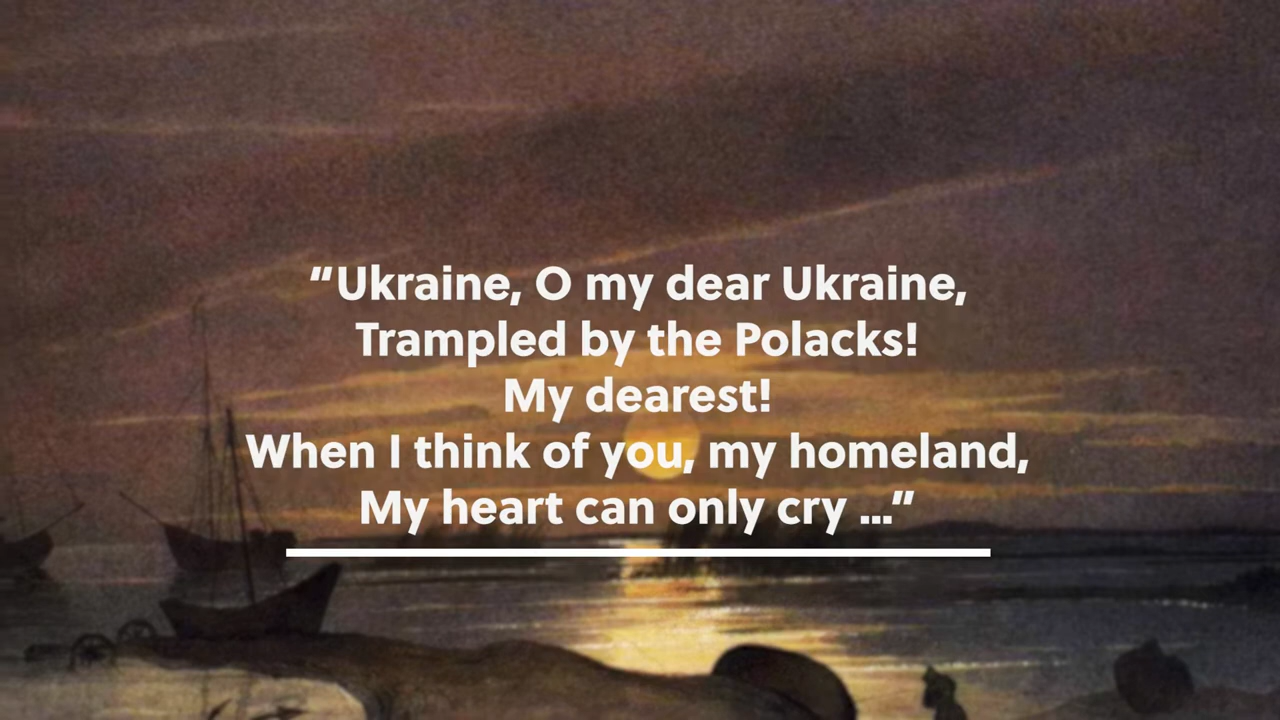 “Ukraine, O my dear Ukraine,
Trampled by the Polacks!
My dearest!
When I think of you, my homeland,
My heart can only cry ...”